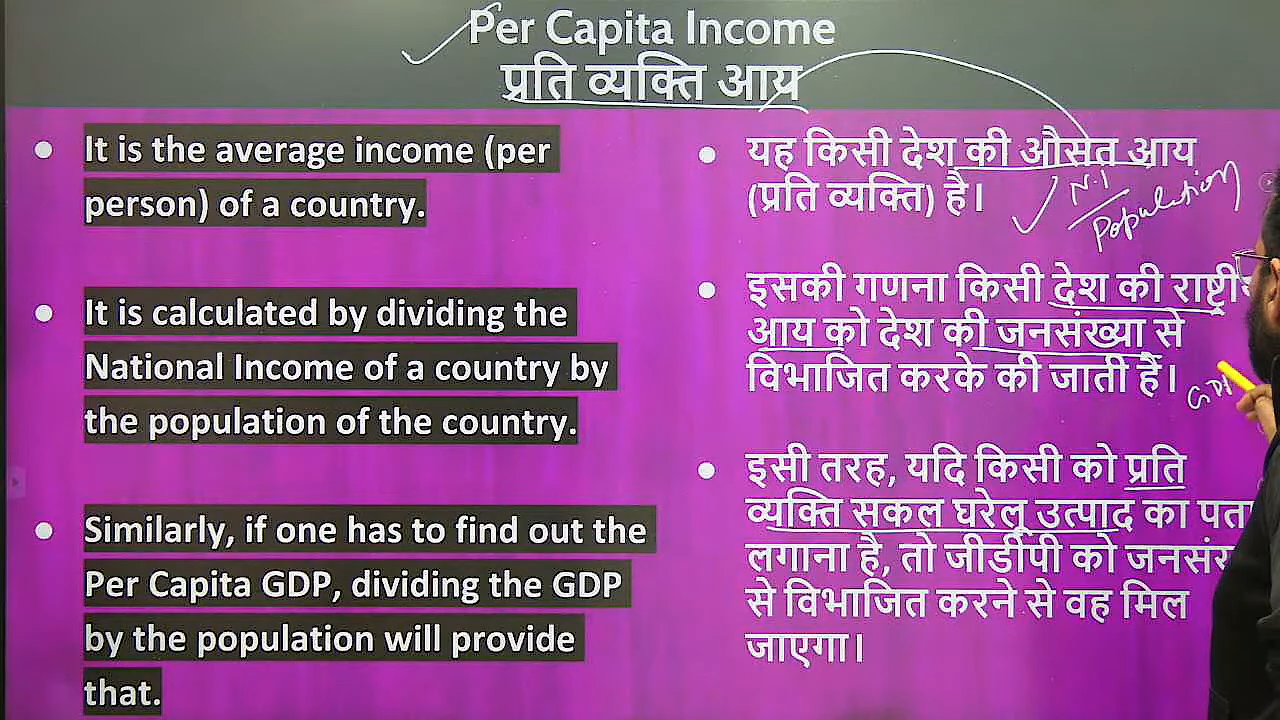 Per Capita Income
प्रति व्यक्ति आय
It is the average income (per
person) of a country.
It is calculated by dividing the
National Income of a country by
the population of the country.
Similarly, if one has to find out the
Per Capita GDP, dividing the GDP
by the population will provide
that.
यह किसी देश की औसत आय
(प्रति व्यक्ति) है।
N.I
Population
इसकी गणना किसी देश की
आय को देश की जनसंख्या से
विभाजित करके की जाती है।
इसी तरह, यदि किसी को प्रति
व्यक्ति सकल घरेलू उत्पाद का पता
लगाना है, तो जीडीपी को
से विभाजित करने से वह मिल
जाएगा।